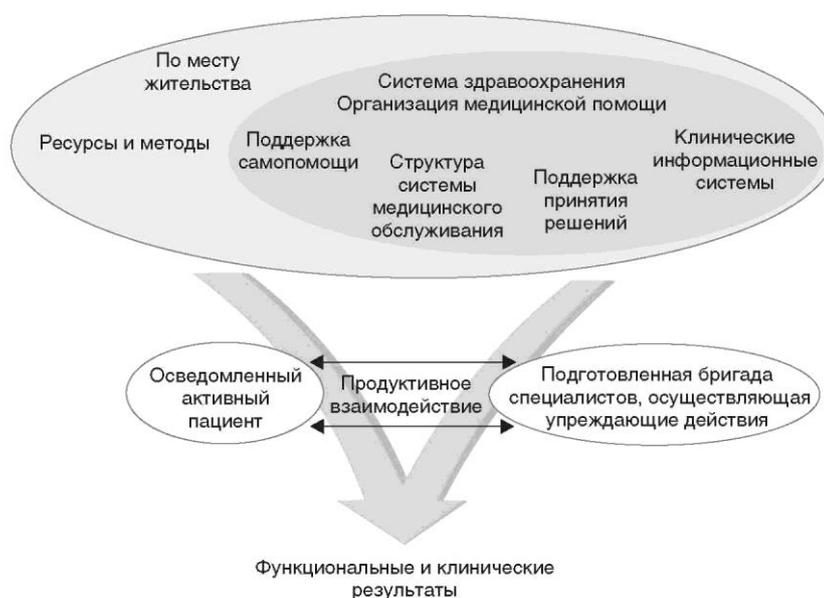 По месту
жительства
Система здравоохранения
Организация медицинской помощи
Ресурсы и методы
Поддержка
самопомощи
Структура
системы
медицинского
обслуживания
Поддержка
принятия
решений
Клинические
информационные
системы
Осведомленный
активный
пациент
Продуктивное
взаимодействие
Подготовленная бригада
специалистов, осуществляющая
упреждающие действия
Функциональные и клинические
результаты